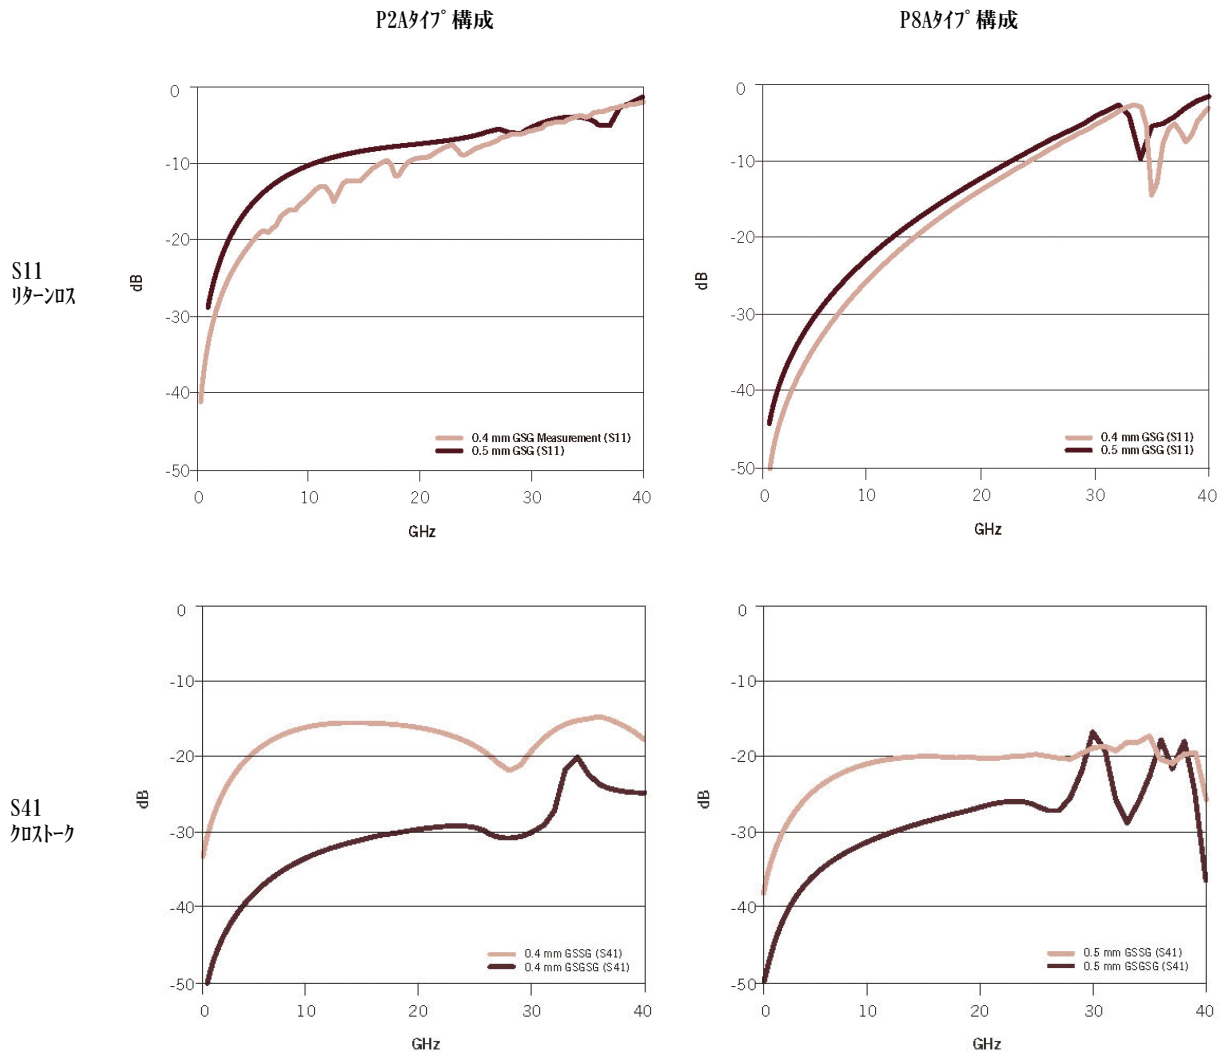 P2Aﾀｲﾌﾟ構成
P8Aﾀｲﾌﾟ構成
S11
ﾘﾀｰﾝﾛｽ
dB
0
-10
-20
-30
-40
-50
0.4 mm GSG Measurement (S11)
0.5 mm GSG (S11)
0 10 20 30 40
GHz
dB
0
-10
-20
-30
-40
-50
0.4 mm GSG (S11)
0.5 mm GSG (S11)
0 10 20 30 40
GHz
S41
ｸﾛｽﾄｰｸ
dB
0
-10
-20
-30
-40
-50
0.4 mm GSSG (S41)
0.4 mm GSGSG (S41)
0 10 20 30 40
GHz
dB
0
-10
-20
-30
-40
-50
0.5 mm GSSG (S41)
0.5 mm GSGSG (S41)
0 10 20 30 40
GHz